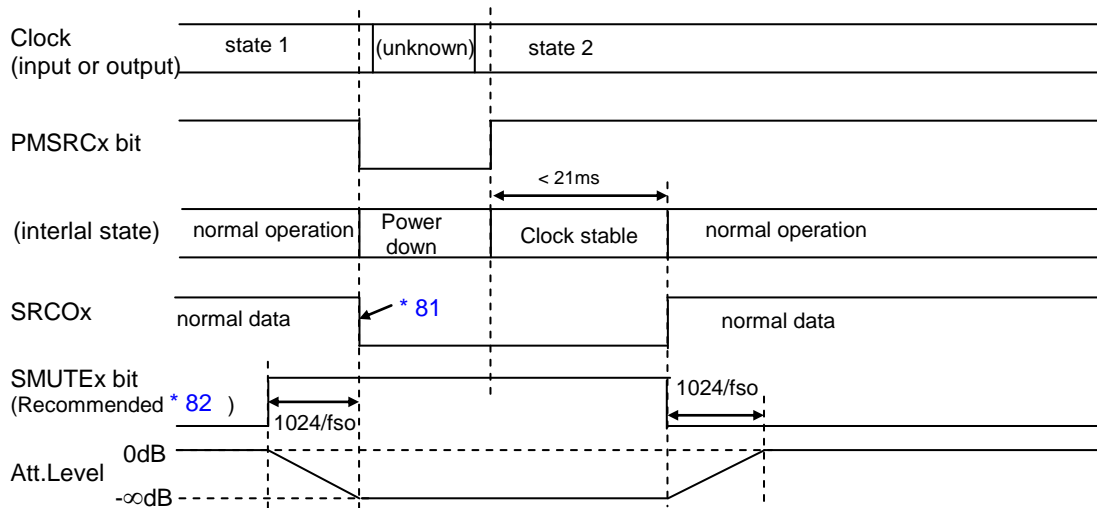 Clock
(input or output)
state 1
(unknown)
state 2
PMSRCx bit
< 21ms
(interlal state)
normal operation
Power
down
Clock stable
normal operation
SRCOx
normal data
* 81
normal data
SMUTEx bit
(Recommended * 82 )
1024/fso
1024/fso
Att.Level
0dB
-∞dB